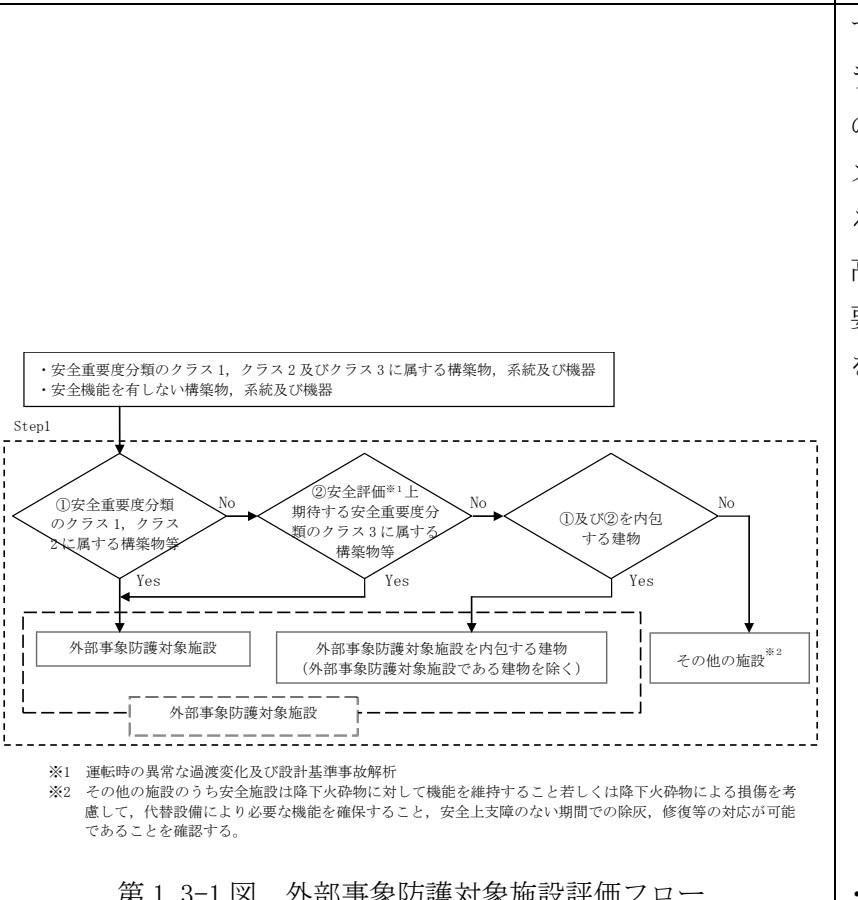 ・安全重要度分類のクラス1，クラス2及びクラス3に属する構築物，系統及び機器
・安全機能を有しない構築物，系統及び機器
Step1
①安全重要度分類
のクラス1，クラス
2に属する構築物等
No
②安全評価※1上
期待する安全重要度分
類のクラス3に属する
構築物等
No
①及び②を内包
する建物
No
Yes
Yes
Yes
外部事象防護対象施設
外部事象防護対象施設を内包する建物
（外部事象防護対象施設である建物を除く）
その他の施設※2
外部事象防護対象施設
※1　運転時の異常な過渡変化及び設計基準事故解析
※2　その他の施設のうち安全施設は降下火砕物に対して機能を維持すること若しくは降下火砕物による損傷を考
慮して，代替設備により必要な機能を確保すること，安全上支障のない期間での除灰，修復等の対応が可能
であることを確認する。
第1.3-1図　外部事象防護対象施設評価フロー